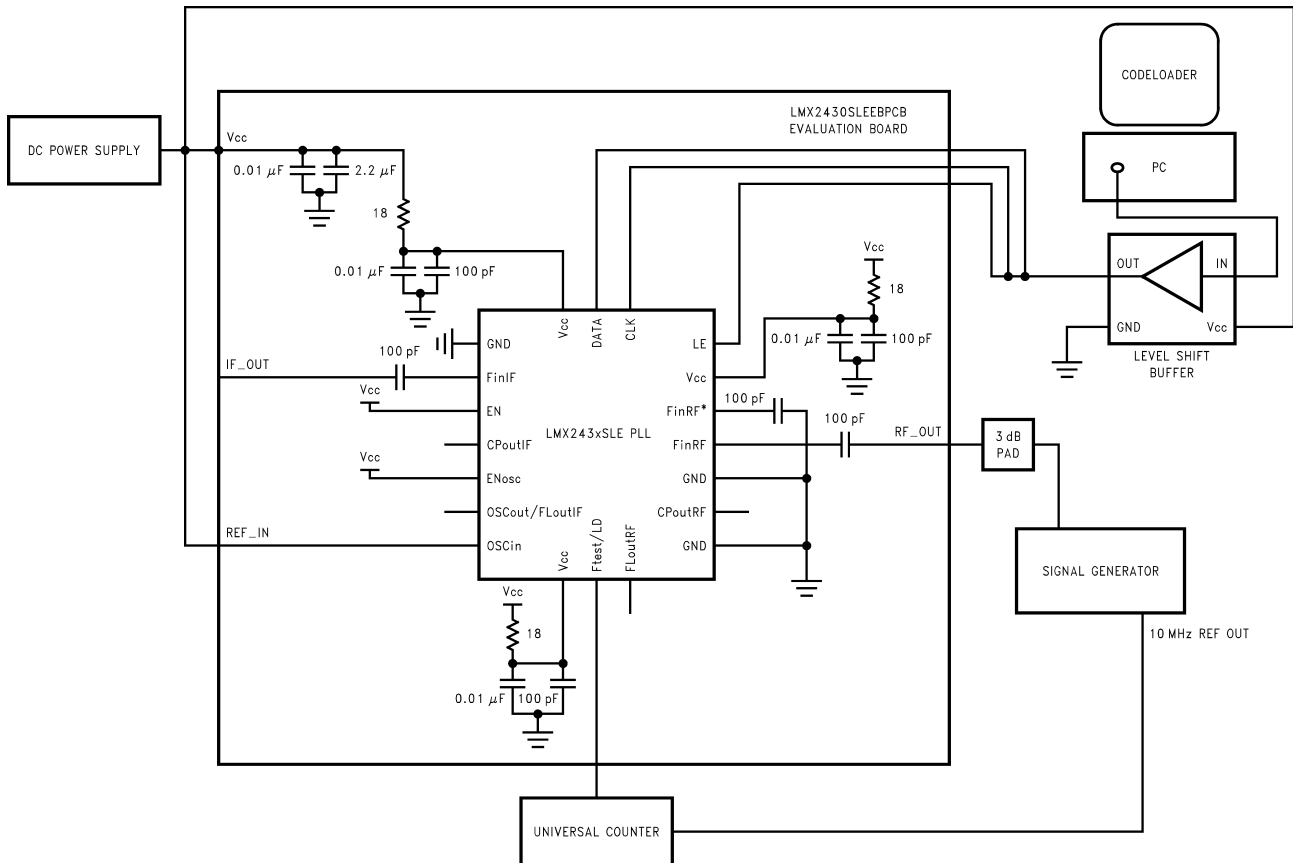 CODELOADER
LMX2430SLEEBPCB
EVALUATION BOARD
DC POWER SUPPLY
Vcc
0.01 µF
2.2 µF
PC
18
OUT
IN
GND
Vcc
LEVEL SHIFT
BUFFER
0.01 µF
100 pF
Vcc
18
0.01 µF
100 pF
Vcc
DATA
CLK
GND
LE
IF_OUT
100 pF
FinIF
Vcc
Vcc
EN
FinRF*
100 pF
LMX243xSLE PLL
CPoutIF
FinRF
100 pF
RF_OUT
3 dB
PAD
Vcc
ENosc
GND
OSCout/FLoutIF
CPoutRF
REF_IN
OSCin
GND
Vcc
Ftest/LD
FLoutRF
SIGNAL GENERATOR
Vcc
18
10 MHz REF OUT
0.01 µF
100 pF
UNIVERSAL COUNTER